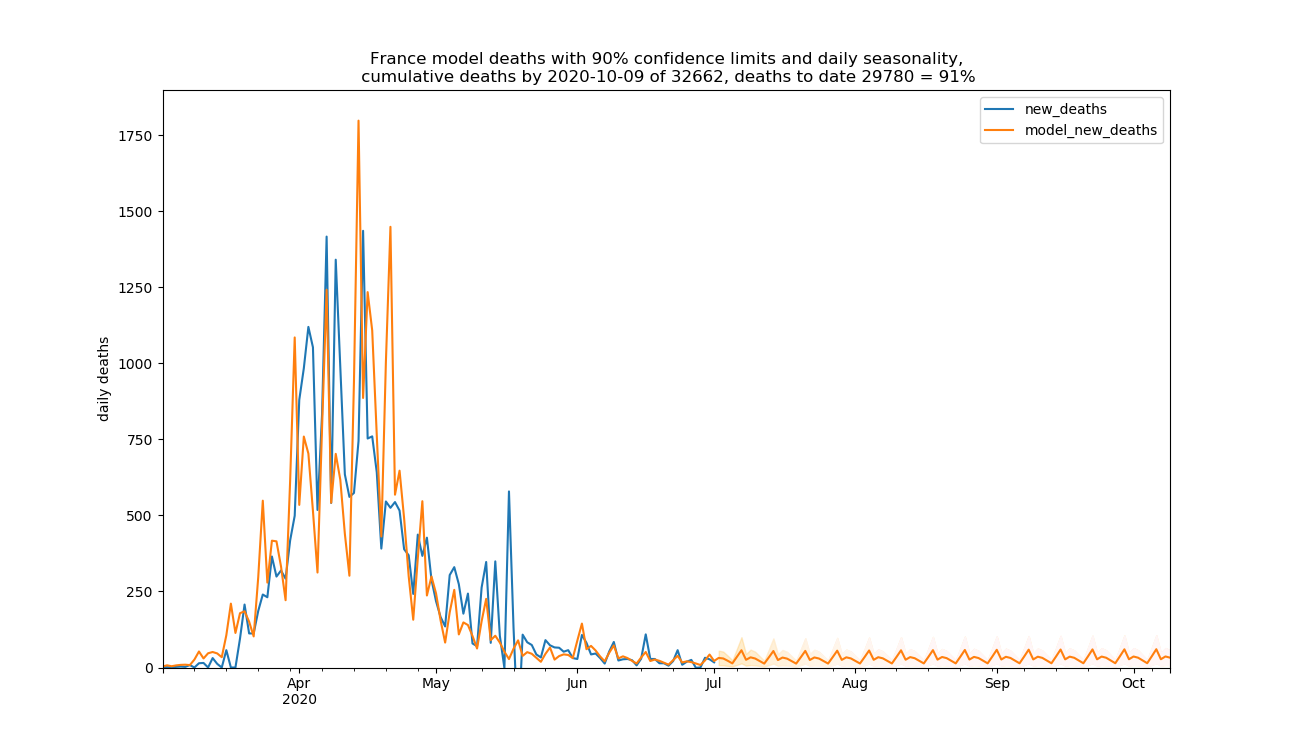 France model deaths with 90% confidence limits and daily seasonality,
cumulative deaths by 2020-10-09 of 32662, deaths to date 29780 = 91%
new_deaths
model_new_deaths
daily deaths
1750
1500
1250
1000
750
500
250
0
Apr
2020
May
Jun
Jul
Aug
Sep
Oct